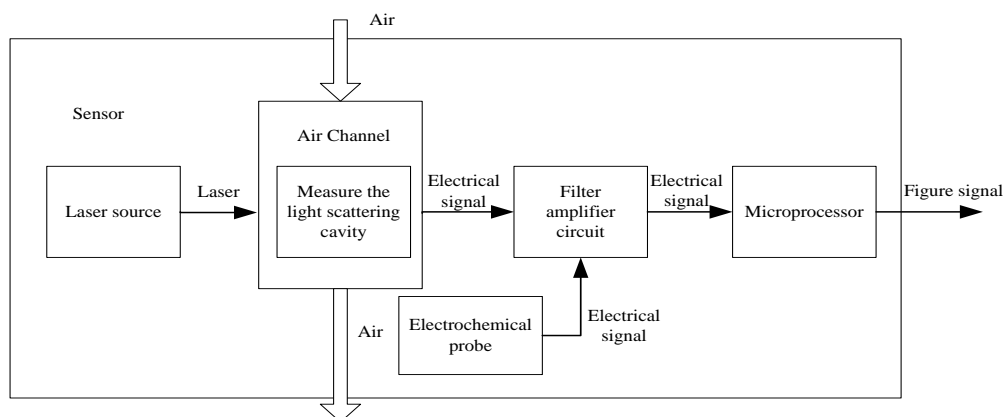 Air
Sensor
Air Channel
Laser source
Laser
Measure the
light scattering
cavity
Electrical
signal
Filter
amplifier
circuit
Electrical
signal
Microprocessor
Figure signal
Air
Electrochemical
probe
Electrical
signal